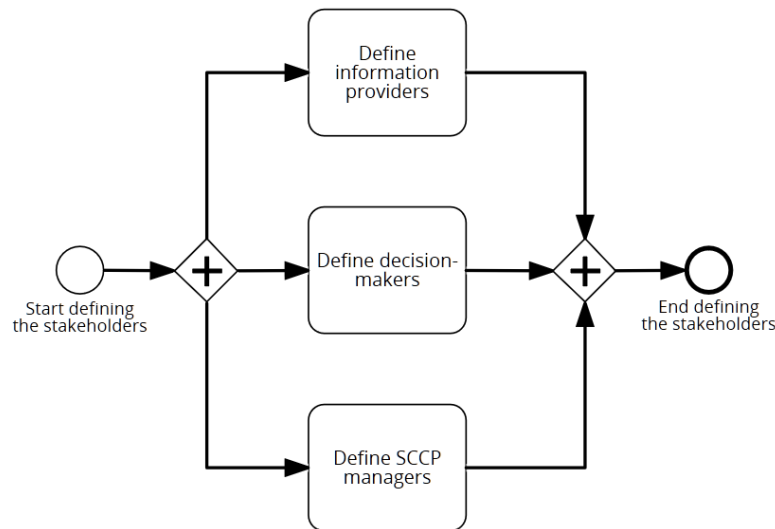 Define
information
providers
Define decision-
makers
Start defining
the stakeholders
End defining
the stakeholders
Define SCCP
managers